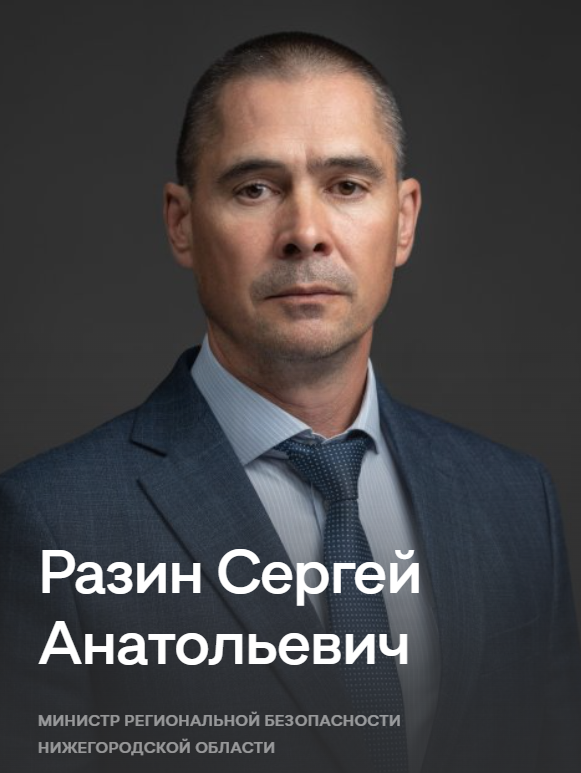 Разин Сергей
Анатольевич
МИНИСТР РЕГИОНАЛЬНОЙ БЕЗОПАСНОСТИ
НИЖЕГОРОДСКОЙ ОБЛАСТИ